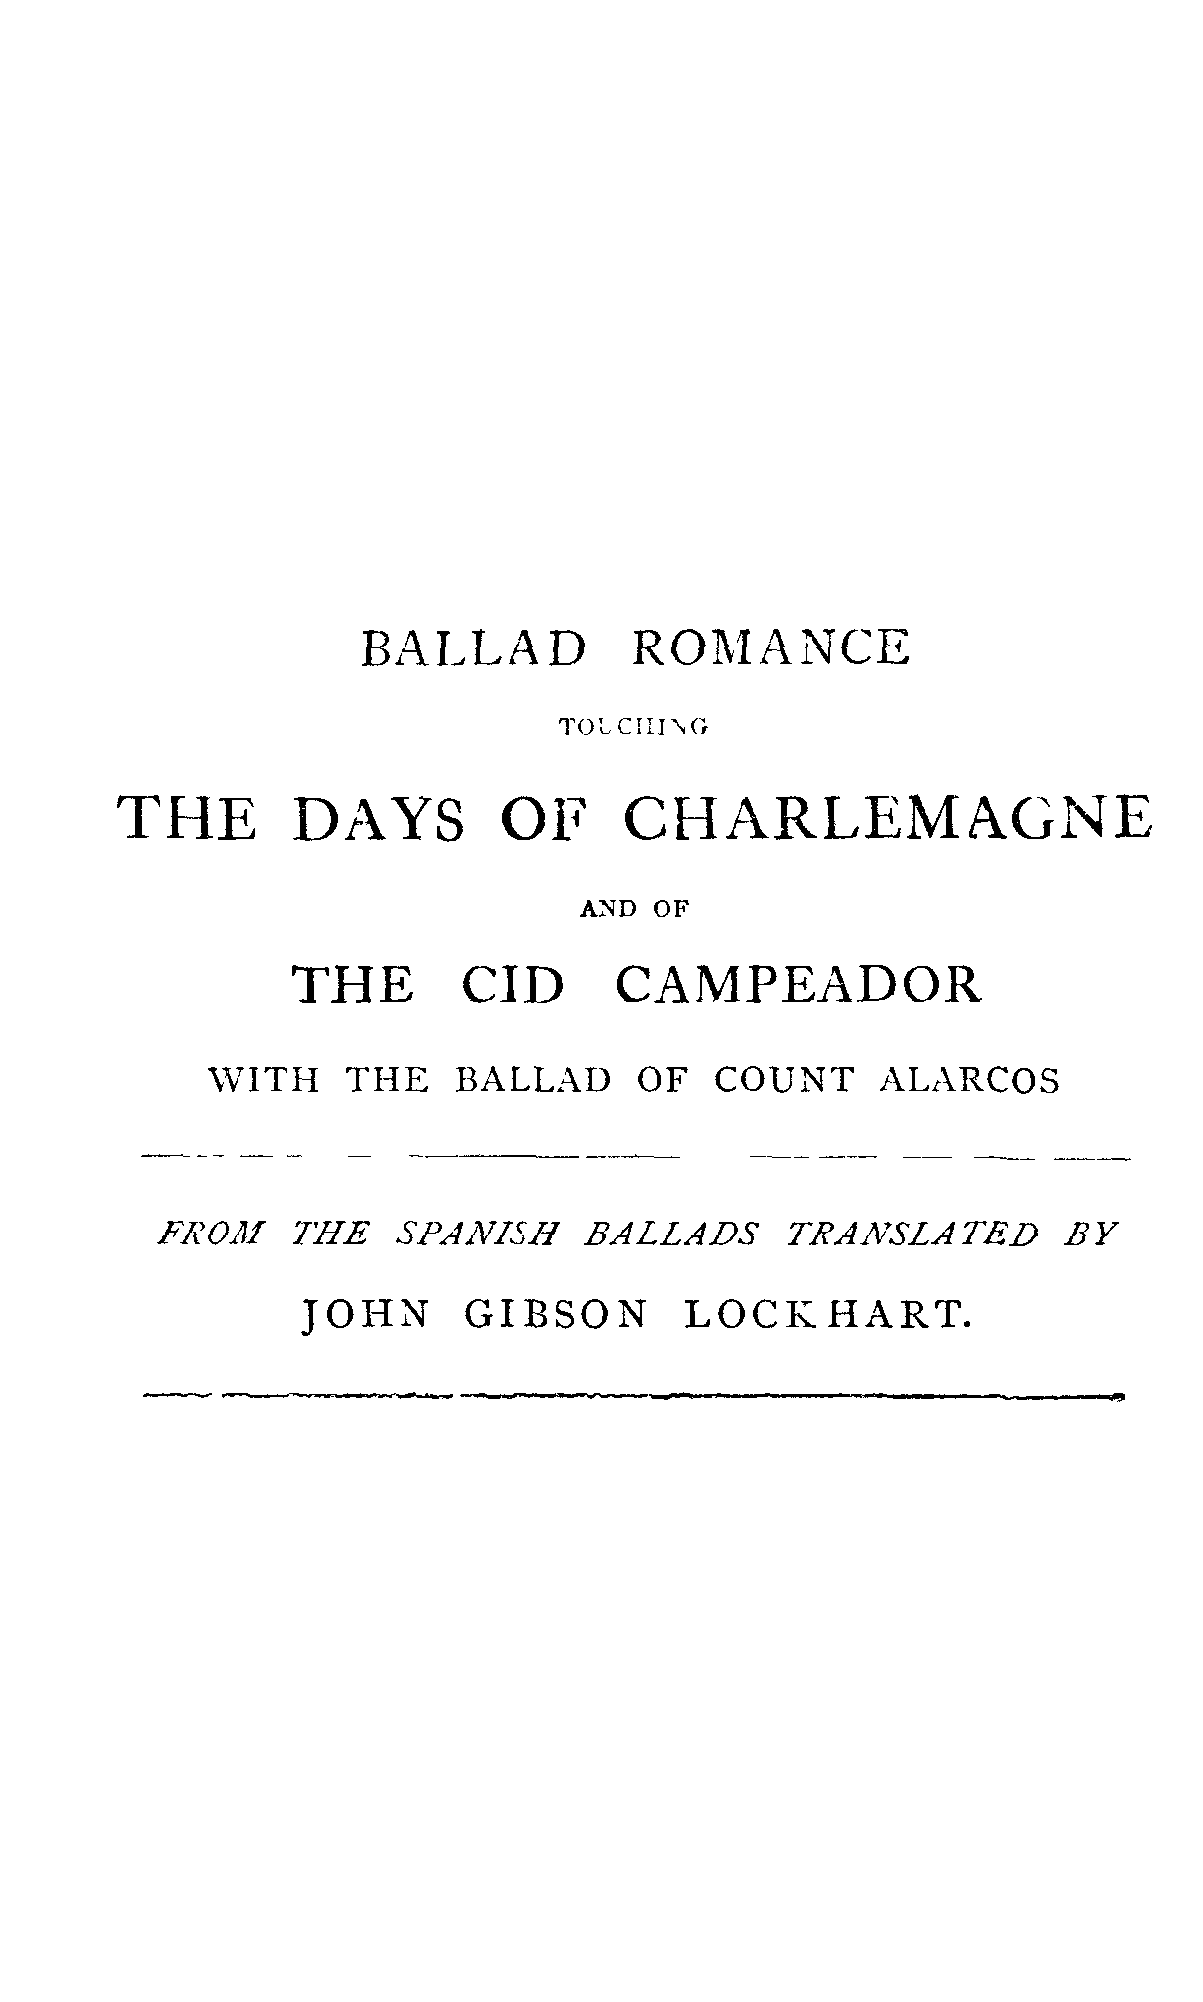 BALLAD ROMANCE
TOUCHING
THE DAYS OF CHARLEMAGNE
AND OF
THE CID CAMPEADOR
WITH THE BALLAD OF COUNT ALARCOS
FROM THE SPANISH BALLADS TRANSLATED BY
JOHN GIBSON LOCKHART.